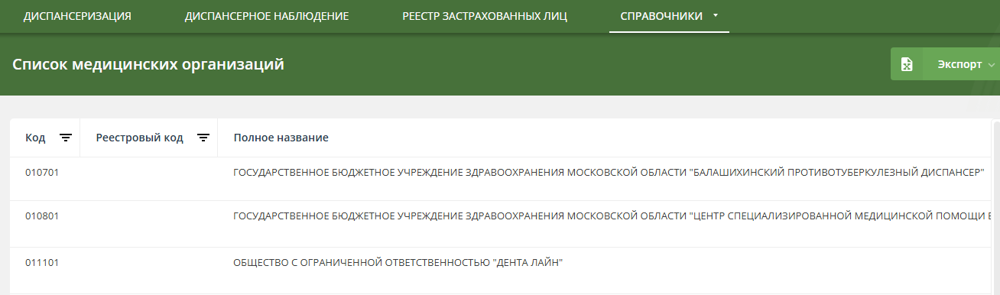 ДИСПАНСЕРИЗАЦИЯ ДИСПАНСЕРНОЕ НАБЛЮДЕНИЕ РЕЕСТР ЗАСТРАХОВАННЫХ ЛИЦ СПРАВОЧНИКИ
Список медицинских организаций Экспорт
Код Реестровый код Полное название
010701 ГОСУДАРСТВЕННОЕ БЮДЖЕТНОЕ УЧРЕЖДЕНИЕ ЗДРАВООХРАНЕНИЯ МОСКОВСКОЙ ОБЛАСТИ "БАЛАШИХИНСКИЙ ПРОТИВОТУБЕРКУЛЕЗНЫЙ ДИСПАНСЕР"
010801 ГОСУДАРСТВЕННОЕ БЮДЖЕТНОЕ УЧРЕЖДЕНИЕ ЗДРАВООХРАНЕНИЯ МОСКОВСКОЙ ОБЛАСТИ "ЦЕНТР СПЕЦИАЛИЗИРОВАННОЙ МЕДИЦИНСКОЙ ПОМОЩИ
011101 ОБЩЕСТВО С ОГРАНИЧЕННОЙ ОТВЕТСТВЕННОСТЬЮ "ДЕНТА ЛАЙН"